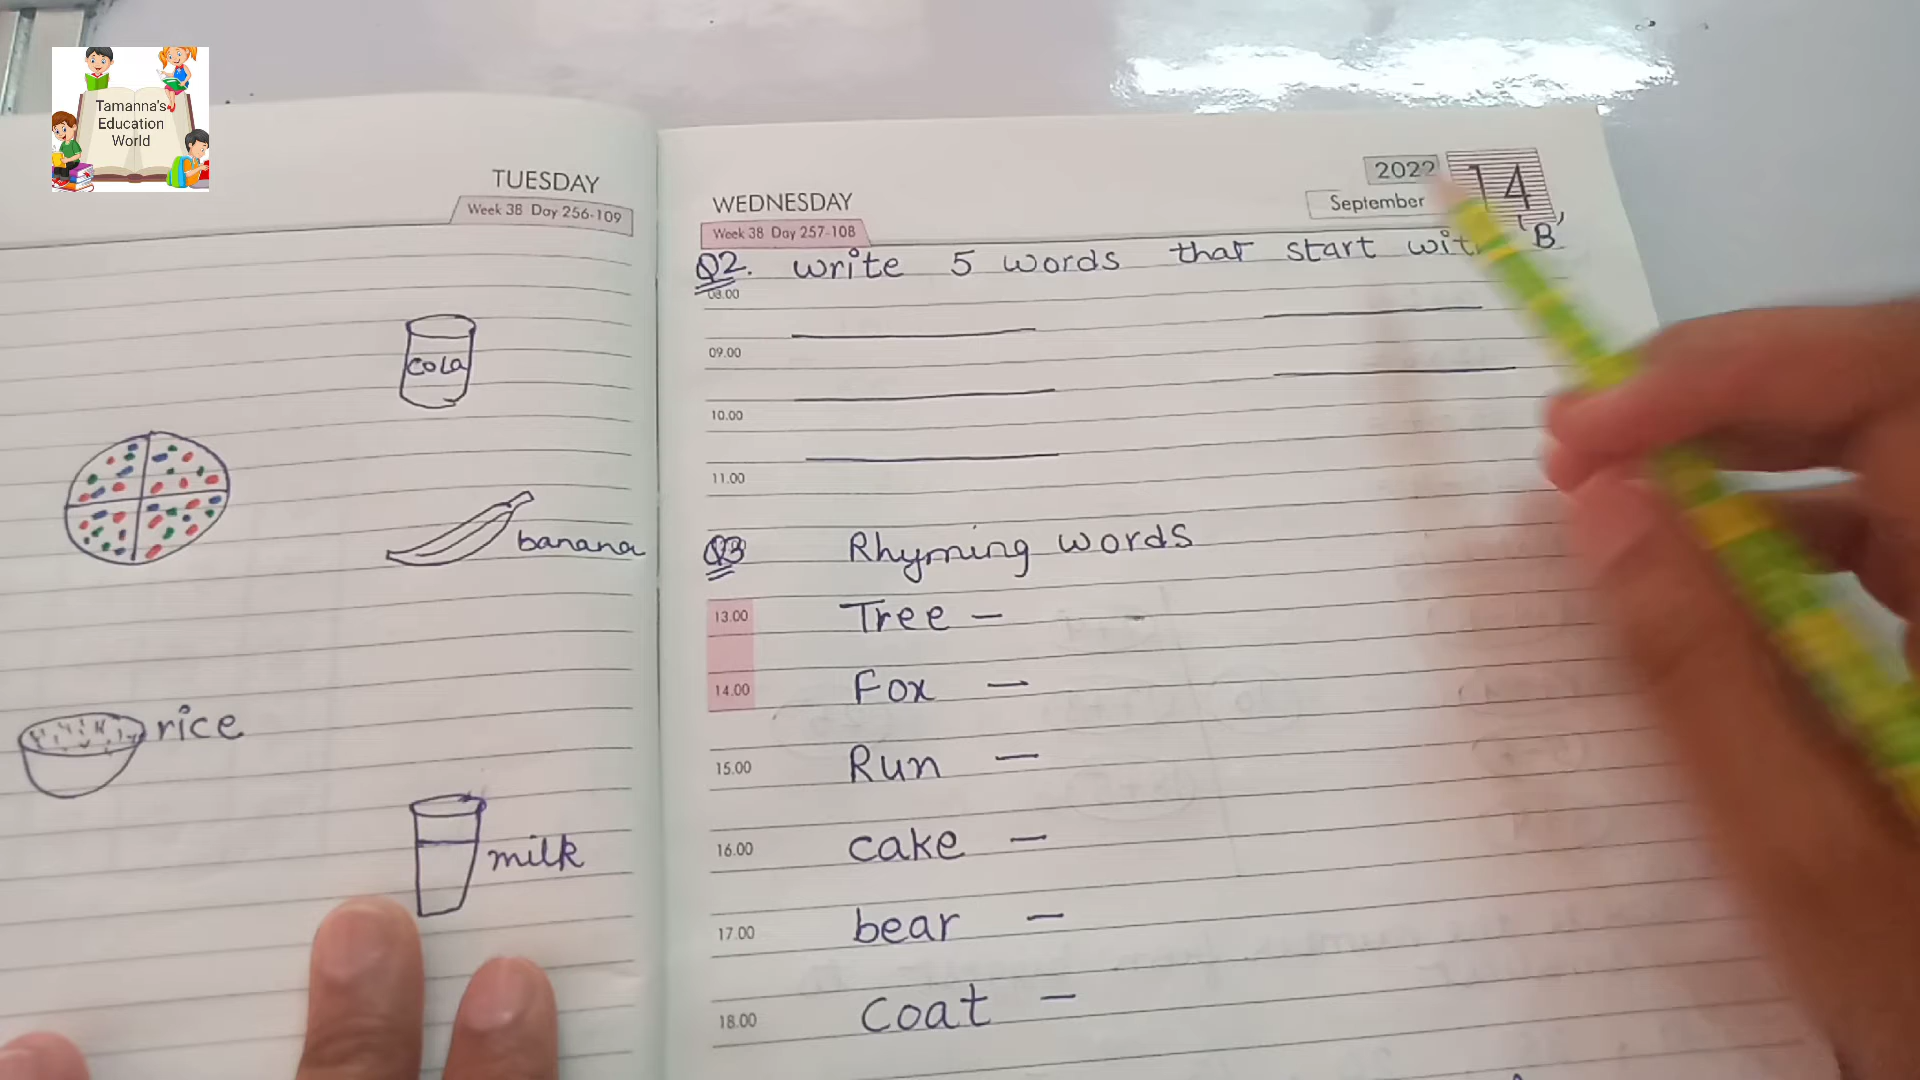 Tamanna's
Education
World
TUESDAY
Week 38 Day 256-109
cola
banana
rice
milk
WEDNESDAY
Week 38 Day 257-108
2022
September
14
Q2. write 5 words that start wit 'B'
08.00
09.00
10.00
11.00
Q3 Rhyming words
13.00 Tree –
14.00 Fox –
15.00 Run –
16.00 cake –
17.00 bear –
18.00 coat –